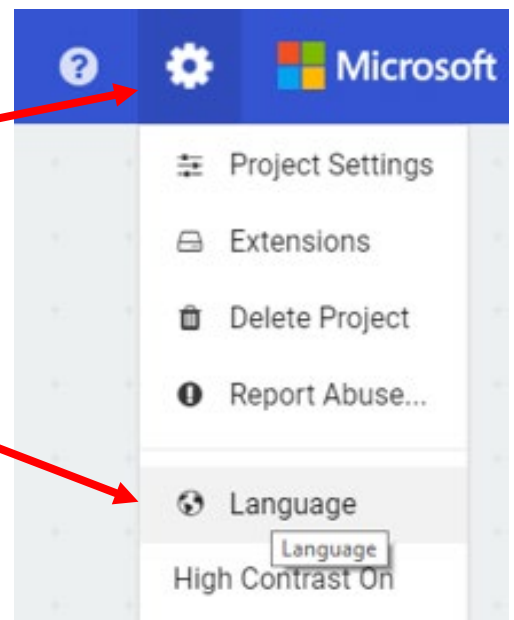 ?
Microsoft
Project Settings
Extensions
Delete Project
Report Abuse...
Language
Language
High Contrast On